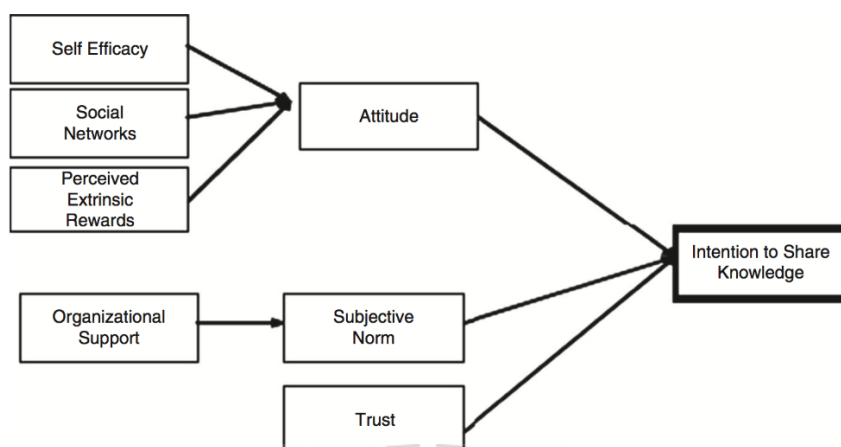 Self Efficacy
Social
Networks
Perceived
Extrinsic
Rewards
Attitude
Intention to Share
Knowledge
Organizational
Support
Subjective
Norm
Trust